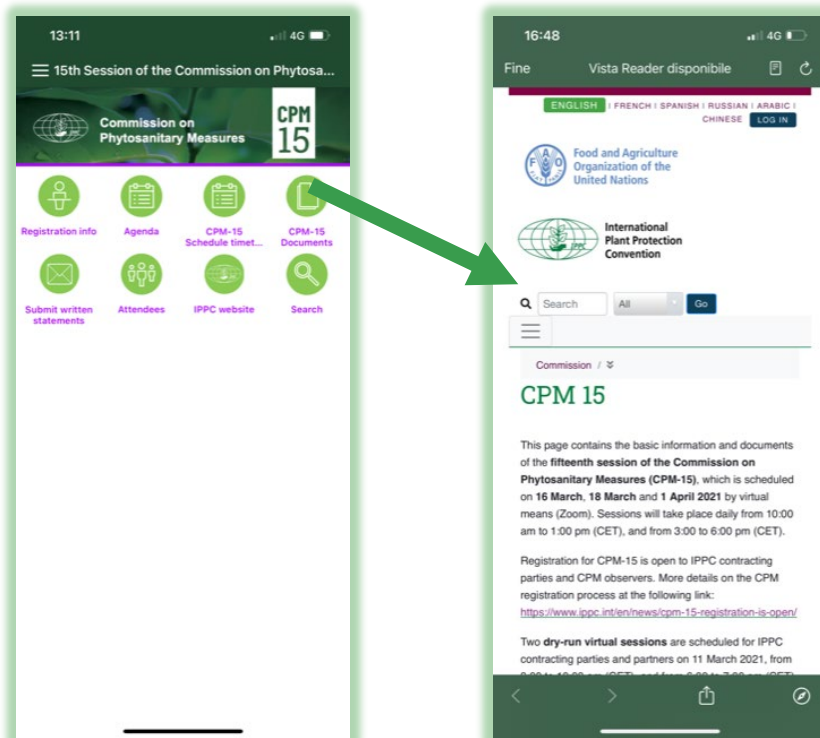 13:11
4G
15th Session of the Commission on Phytosa...
Commission on
Phytosanitary Measures
CPM
15
Registration info
Agenda
CPM-15
Schedule timet...
CPM-15
Documents
Submit written
statements
Attendees
IPPC website
Search
16:48
4G
Fine
Vista Reader disponibile
ENGLISH | FRENCH | SPANISH | RUSSIAN | ARABIC |
CHINESE LOG IN
FAO
Food and Agriculture
Organization of the
United Nations
IPPC
International
Plant Protection
Convention
Search
All
Go
Commission /
CPM 15
This page contains the basic information and documents
of the fifteenth session of the Commission on
Phytosanitary Measures (CPM-15), which is scheduled
on 16 March, 18 March and 1 April 2021 by virtual
means (Zoom). Sessions will take place daily from 10:00
am to 1:00 pm (CET), and from 3:00 to 6:00 pm (CET).
Registration for CPM-15 is open to IPPC contracting
parties and CPM observers. More details on the CPM
registration process at the following link:
https://www.ippc.int/en/news/cpm-15-registration-is-open/
Two dry-run virtual sessions are scheduled for IPPC
contracting parties and partners on 11 March 2021, from